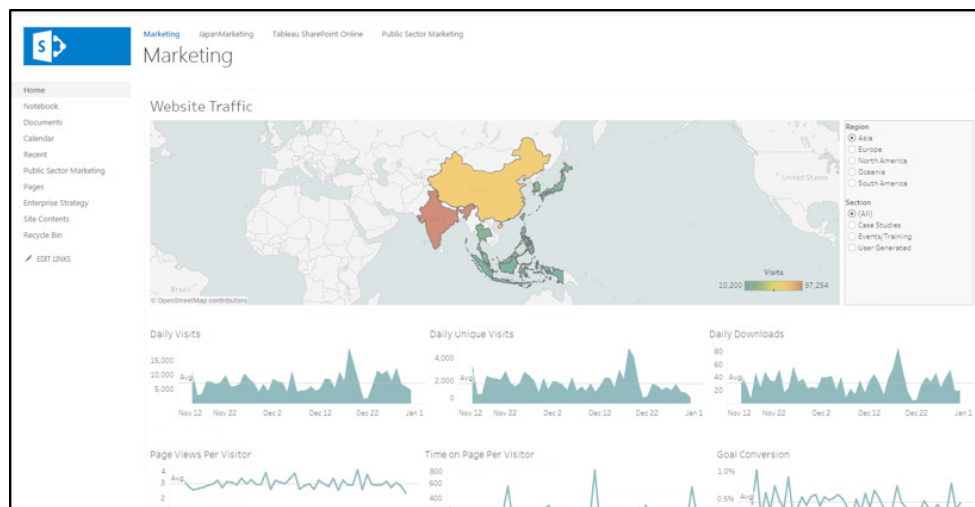 Marketing JapanMarketing Tableau SharePoint Online Public Sector Marketing
Marketing
S
Home
Notebook
Documents
Calendar
Recent
Public Sector Marketing
Pages
Enterprise Strategy
Site Contents
Recycle Bin
EDIT LINKS
Website Traffic
United States
Brazil
© OpenStreetMap contributors
Visits
10,200 97,254
Region
Asia
Europe
North America
Oceania
South America
Section
(All)
Case Studies
Events/Training
User Generated
Daily Visits
15,000
10,000
5,000
Avg
Nov 12 Nov 22 Dec 2 Dec 12 Dec 22 Jan 1
Daily Unique Visits
4,000
2,000
0
Avg
Nov 12 Nov 22 Dec 2 Dec 12 Dec 22 Jan 1
Daily Downloads
80
60
40
20
Avg
Nov 12 Nov 22 Dec 2 Dec 12 Dec 22 Jan 1
Page Views Per Visitor
4
3
2
Avg
Time on Page Per Visitor
800
600
400
Goal Conversion
1.0%
0.5%
Avg